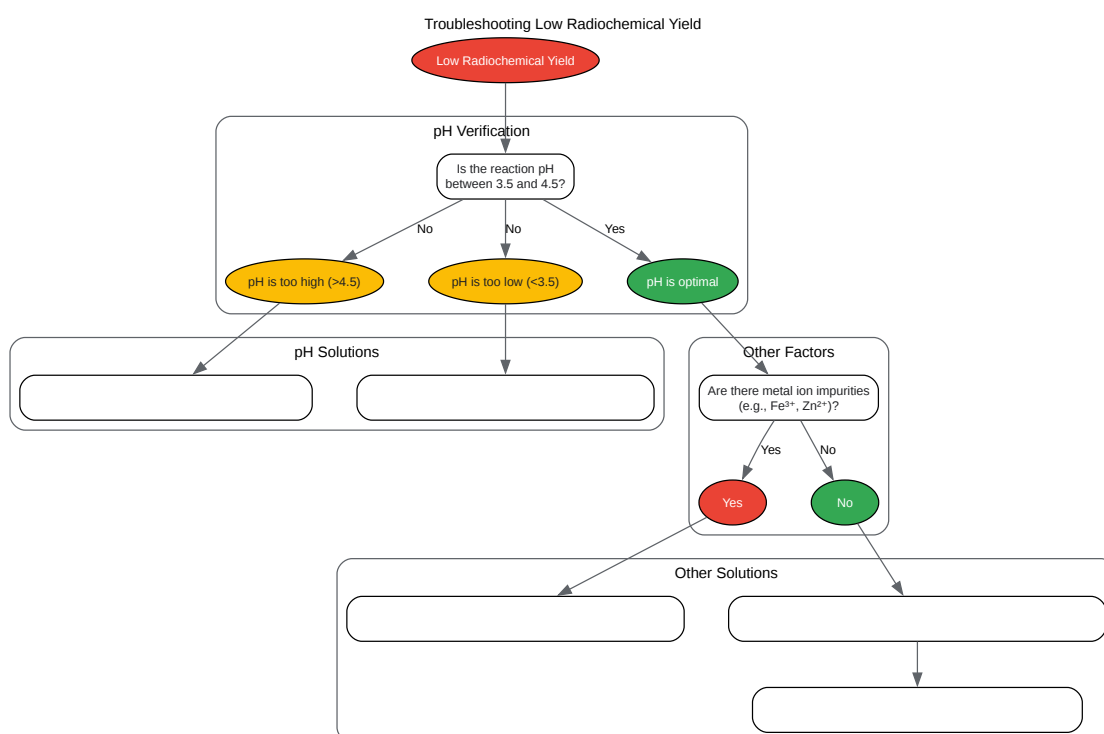 Troubleshooting Low Radiochemical Yield
Low Radiochemical Yield
pH Verification
Is the reaction pH
between 3.5 and 4.5?
No
No
Yes
pH is too high (>4.5)
pH is too low (<3.5)
pH is optimal
pH Solutions
Other Factors
Are there metal ion impurities
(e.g., Fe³⁺, Zn²⁺)?
Yes
No
Yes
No
Other Solutions